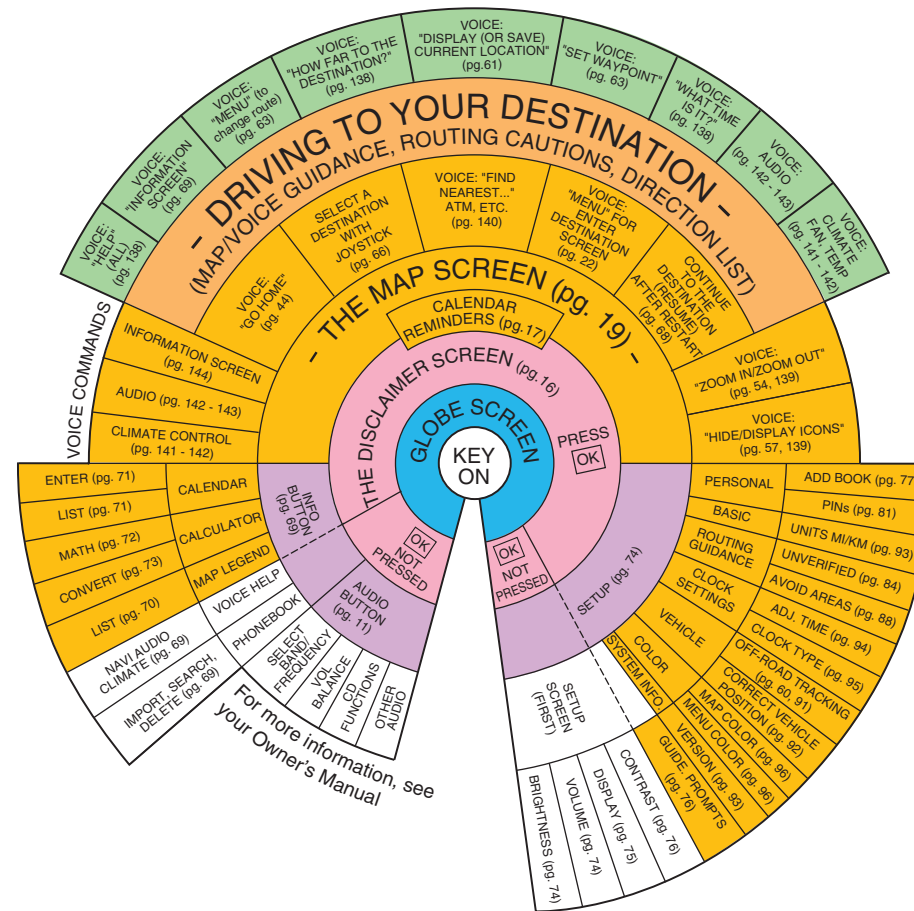 VOICE:
"HELP"
(ALL)
(pg. 138)
VOICE:
"INFORMATION
SCREEN"
(pg. 69)
VOICE:
"MENU" (to
change route)
(pg. 63)
VOICE:
"HOW FAR TO THE
DESTINATION?"
(pg. 138)
VOICE:
"DISPLAY (OR SAVE)
CURRENT LOCATION"
(pg.61)
VOICE:
"SET WAYPOINT"
(pg. 63)
VOICE:
"WHAT TIME
IS IT?"
(pg. 138)
VOICE:
AUDIO
(pg. 142 - 143)
VOICE:
CLIMATE
FAN, TEMP
(pg. 141 - 142)
- DRIVING TO YOUR DESTINATION -
(MAP/VOICE GUIDANCE, ROUTING CAUTIONS, DIRECTION LIST)
VOICE:
"GO HOME"
(pg. 44)
SELECT A
DESTINATION
WITH
JOYSTICK
(pg. 66)
VOICE: "FIND
NEAREST..."
ATM, ETC.
(pg. 140)
VOICE:
"MENU" FOR
ENTER
DESTINATION
SCREEN
(pg. 22)
CONTINUE
TO THE
DESTINATION
(RESUME)
AFTER RESTART
(pg. 68)
VOICE COMMANDS
INFORMATION SCREEN
(pg. 144)
AUDIO (pg. 142 - 143)
CLIMATE CONTROL
(pg. 141 - 142)
- THE MAP SCREEN (pg. 19) -
CALENDAR
REMINDERS (pg. 17)
VOICE:
"ZOOM IN/ZOOM OUT"
(pg. 54, 139)
VOICE:
"HIDE/DISPLAY ICONS"
(pg. 57, 139)
THE DISCLAIMER SCREEN (pg.16)
PRESS
OK
GLOBE SCREEN
KEY
ON
OK
NOT
PRESSED
OK
NOT
PRESSED
INFO
BUTTON
(pg. 69)
AUDIO
BUTTON
(pg. 11)
CALENDAR
CALCULATOR
MAP LEGEND
VOICE HELP
PHONEBOOK
ENTER (pg. 71)
LIST (pg. 71)
MATH (pg. 72)
CONVERT (pg. 73)
LIST (pg. 70)
NAVI AUDIO
CLIMATE (pg. 69)
IMPORT, SEARCH,
DELETE (pg. 69)
SELECT
BAND/
FREQUENCY
VOL
BALANCE
CD
FUNCTIONS
OTHER
AUDIO
For more information, see
your Owner's Manual
SETUP (pg. 74)
PERSONAL
BASIC
ROUTING
GUIDANCE
CLOCK
SETTINGS
VEHICLE
COLOR
SYSTEM INFO.
ADD BOOK (pg. 77)
PINs (pg. 81)
UNITS MI/KM (pg. 93)
UNVERIFIED (pg. 84)
AVOID AREAS (pg. 88)
ADJ. TIME (pg. 94)
CLOCK TYPE (pg. 95)
OFF-ROAD TRACKING
(pg. 60, 91)
CORRECT VEHICLE
POSITION (pg. 92)
MAP COLOR (pg. 96)
MENU COLOR (pg. 96)
VERSION (pg. 93)
GUIDE. PROMPTS
(pg. 76)
SETUP
SCREEN
(FIRST)
BRIGHTNESS (pg. 74)
VOLUME (pg. 74)
DISPLAY (pg. 75)
CONTRAST (pg. 76)